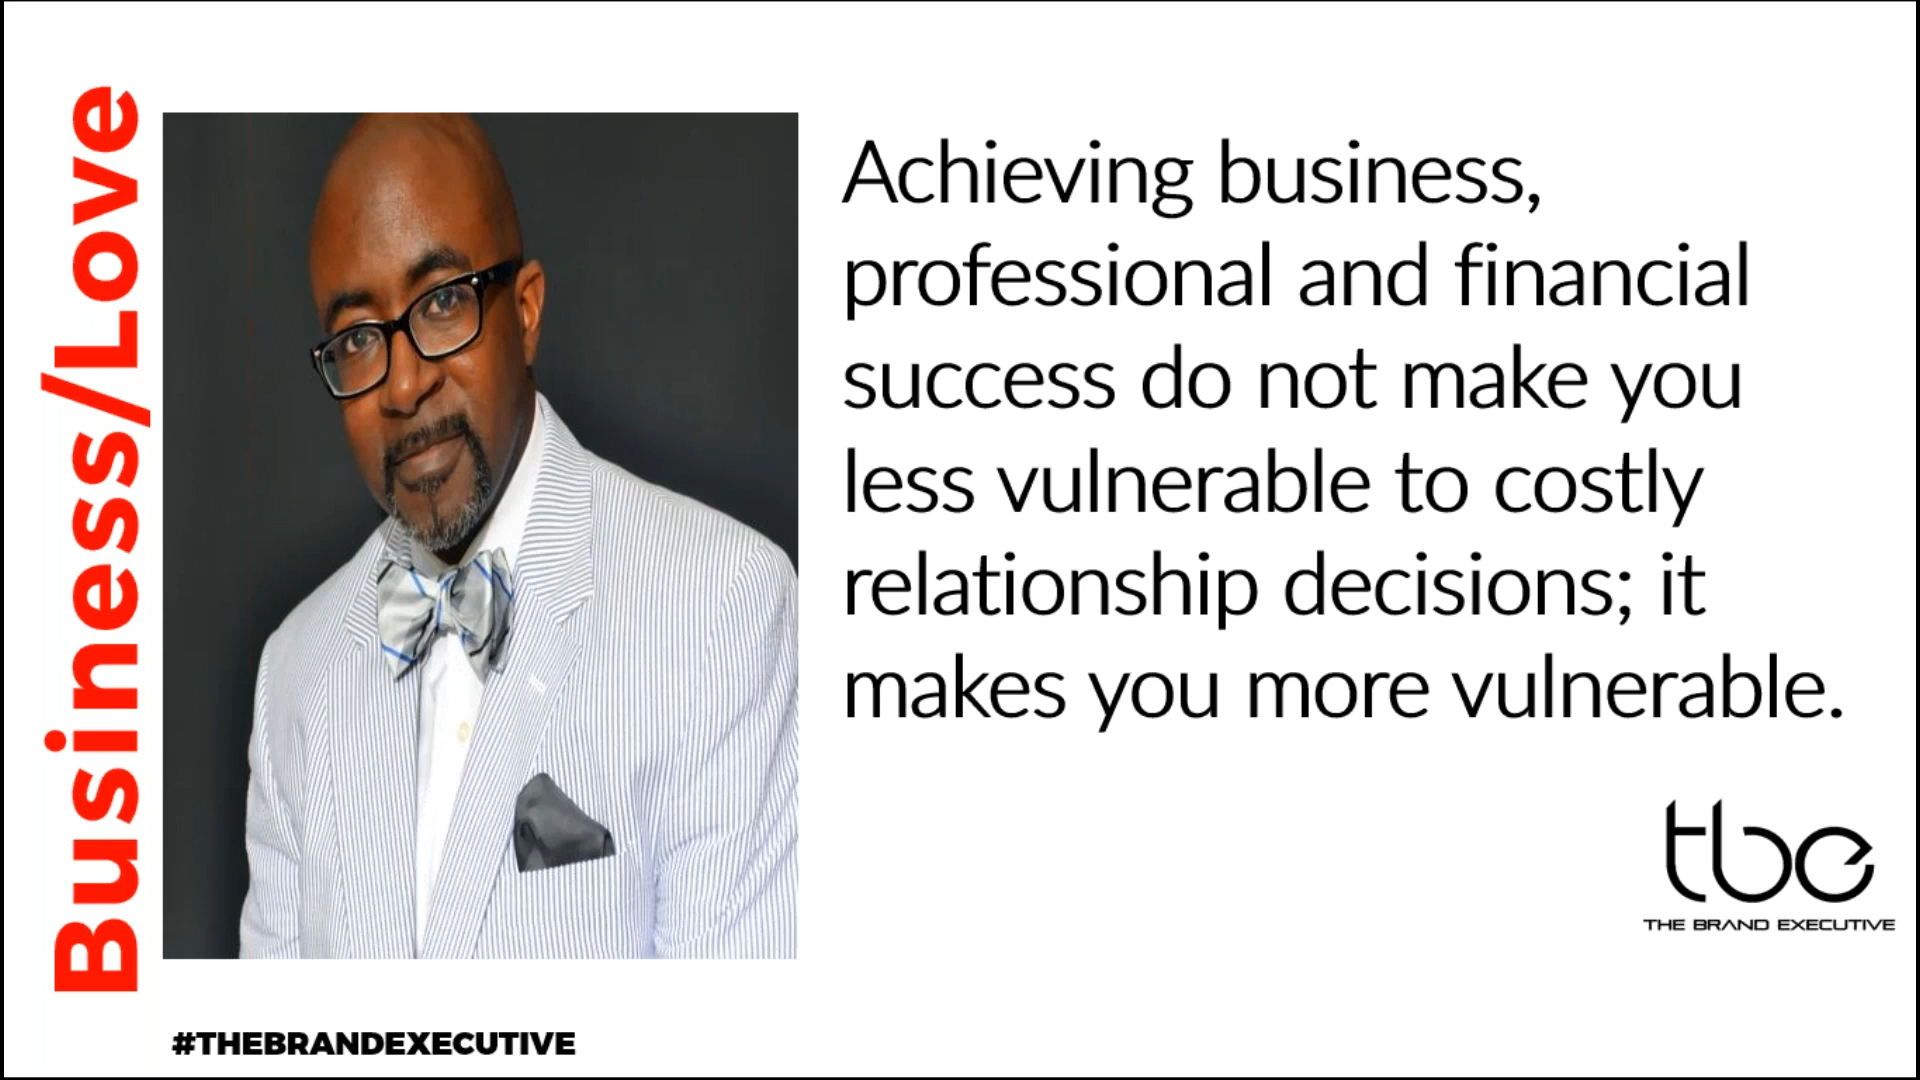 Business/Love
Achieving business,
professional and financial
success do not make you
less vulnerable to costly
relationship decisions; it
makes you more vulnerable.
tbe
THE BRAND EXECUTIVE
#THEBRANDEXECUTIVE